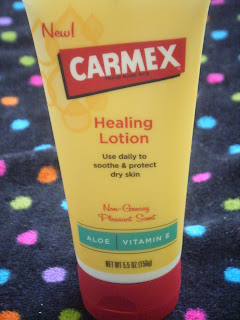 New!
CARMEX
Healing
Lotion
Use daily to
soothe & protect
dry skin
Non-Greasy
Pleasant Scent
ALOE VITAMIN E
NET WT 5.5 OZ (156g)